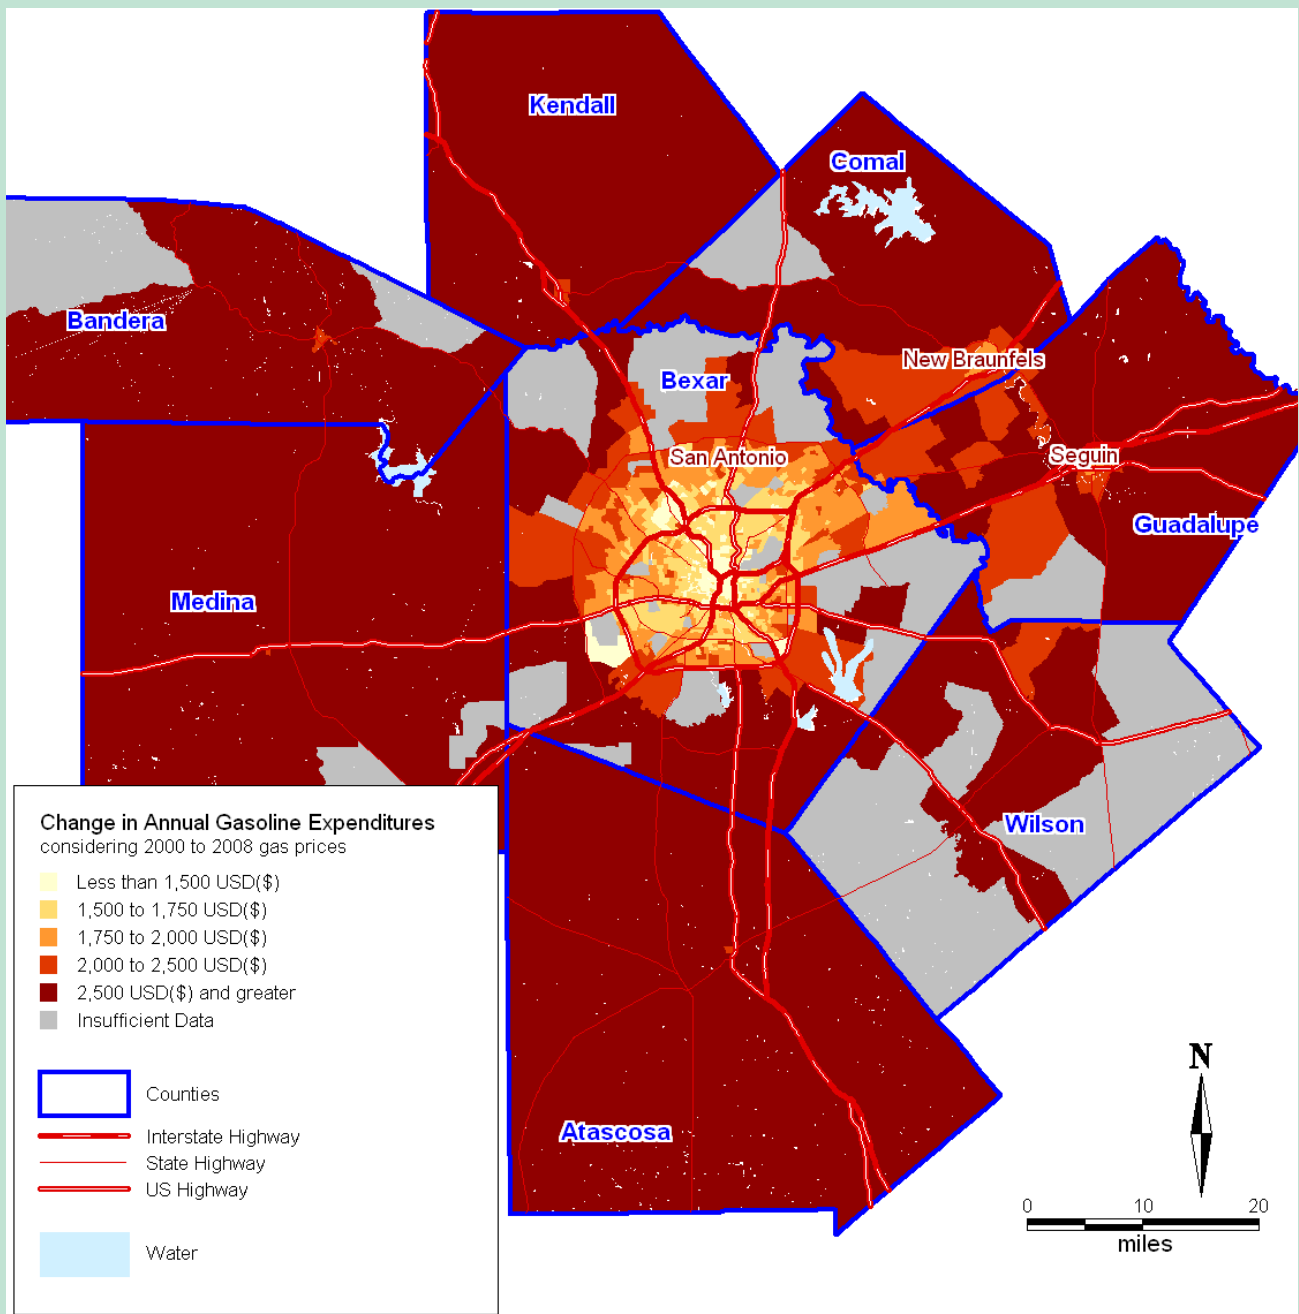 Kendall
Comal
Bandera
New Braunfels
Bexar
San Antonio
Seguin
Guadalupe
Medina
Wilson
Atascosa
Change in Annual Gasoline Expenditures
considering 2000 to 2008 gas prices
Less than 1,500 USD($)
1,500 to 1,750 USD($)
1,750 to 2,000 USD($)
2,000 to 2,500 USD($)
2,500 USD($) and greater
Insufficient Data
Counties
Interstate Highway
State Highway
US Highway
Water
N
0 10 20
miles